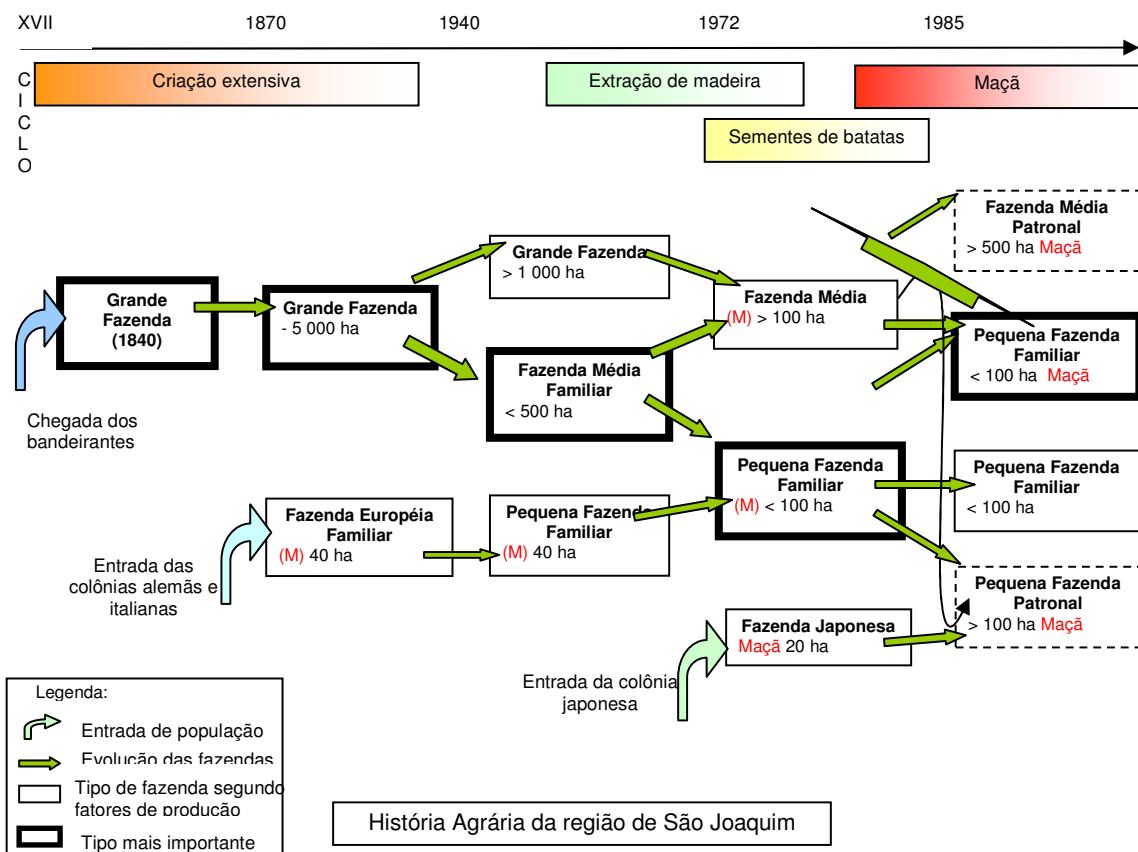 XVII 1870 1940 1972 1985
C
I
C
L
O
Criação extensiva
Extração de madeira
Maçã
Sementes de batatas
Grande
Fazenda
(1840)
Grande Fazenda
- 5 000 ha
Grande Fazenda
> 1 000 ha
Fazenda Média
Familiar
< 500 ha
Fazenda Média
(M) > 100 ha
Fazenda Média
Patronal
> 500 ha Maçã
Pequena Fazenda
Familiar
< 100 ha Maçã
Chegada dos
bandeirantes
Fazenda Européia
Familiar
(M) 40 ha
Pequena Fazenda
Familiar
(M) 40 ha
Pequena Fazenda
Familiar
(M) < 100 ha
Pequena Fazenda
Familiar
< 100 ha
Entrada das
colônias alemãs e
italianas
Fazenda Japonesa
Maçã 20 ha
Pequena Fazenda
Patronal
> 100 ha Maçã
Entrada da colônia
japonesa
Legenda:
Entrada de população
Evolução das fazendas
Tipo de fazenda segundo
fatores de produção
Tipo mais importante
História Agrária da região de São Joaquim